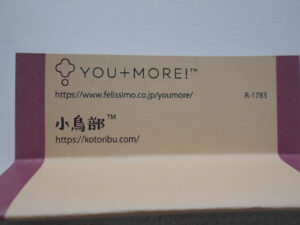 YOU+MORE!™
https://www.felissimo.co.jp/youmore/ R-1783
小鳥部™
https://kotoribu.com/